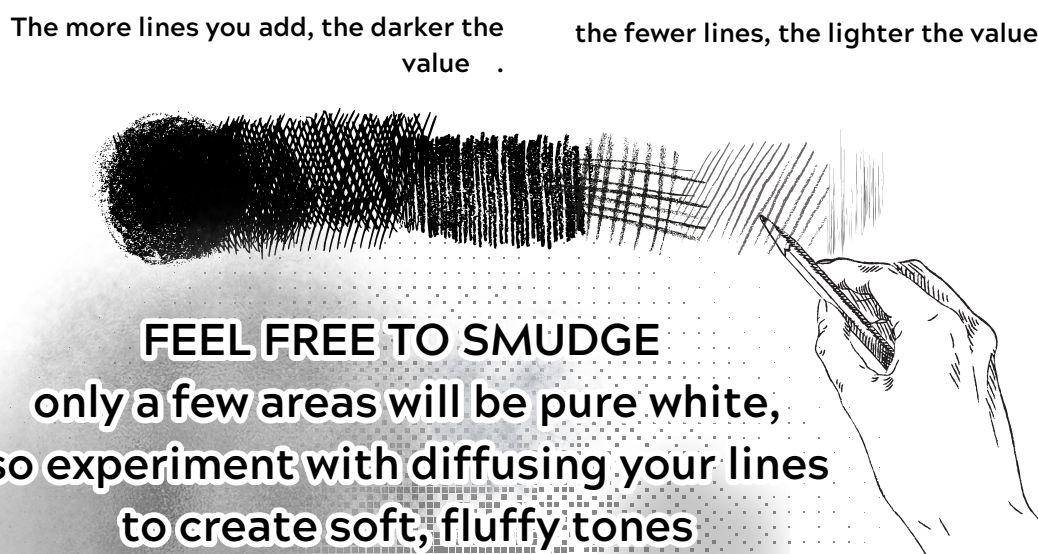 The more lines you add, the darker the
value .
the fewer lines, the lighter the value
FEEL FREE TO SMUDGE
only a few areas will be pure white,
so experiment with diffusing your lines
to create soft, fluffy tones